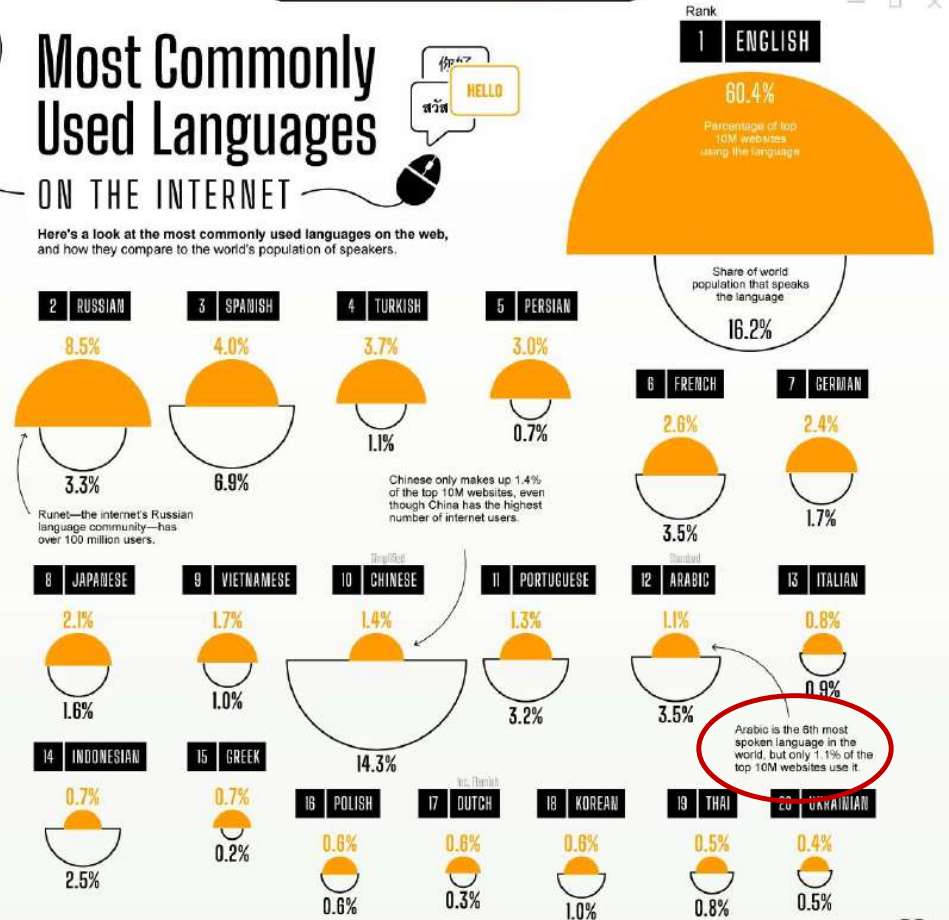 Most Commonly
Used Languages
ON THE INTERNET
Here's a look at the most commonly used languages on the web,
and how they compare to the world's population of speakers.
สวัส
HELLO
Rank
1 ENGLISH
60.4%
Percentage of top
10M websites
using the language
Share of world
population that speaks
the language
16.2%
2 RUSSIAN
8.5%
3.3%
Runet—the internet's Russian
language community—has
over 100 million users.
3 SPANISH
4.0%
6.9%
4 TURKISH
3.7%
1.1%
5 PERSIAN
3.0%
0.7%
6 FRENCH
2.6%
3.5%
7 GERMAN
2.4%
1.7%
Chinese only makes up 1.4%
of the top 10M websites, even
though China has the highest
number of internet users.
8 JAPANESE
2.1%
1.6%
9 VIETNAMESE
1.7%
1.0%
Simplified
10 CHINESE
1.4%
14.3%
11 PORTUGUESE
1.3%
3.2%
Standard
12 ARABIC
1.1%
3.5%
13 ITALIAN
0.8%
0.9%
Arabic is the 6th most
spoken language in the
world, but only 1.1% of the
top 10M websites use it.
14 INDONESIAN
0.7%
2.5%
15 GREEK
0.7%
0.2%
16 POLISH
0.6%
0.6%
Inc. Flemish
17 DUTCH
0.6%
0.3%
18 KOREAN
0.6%
1.0%
19 THAI
0.5%
0.8%
20 UKRAINIAN
0.4%
0.5%